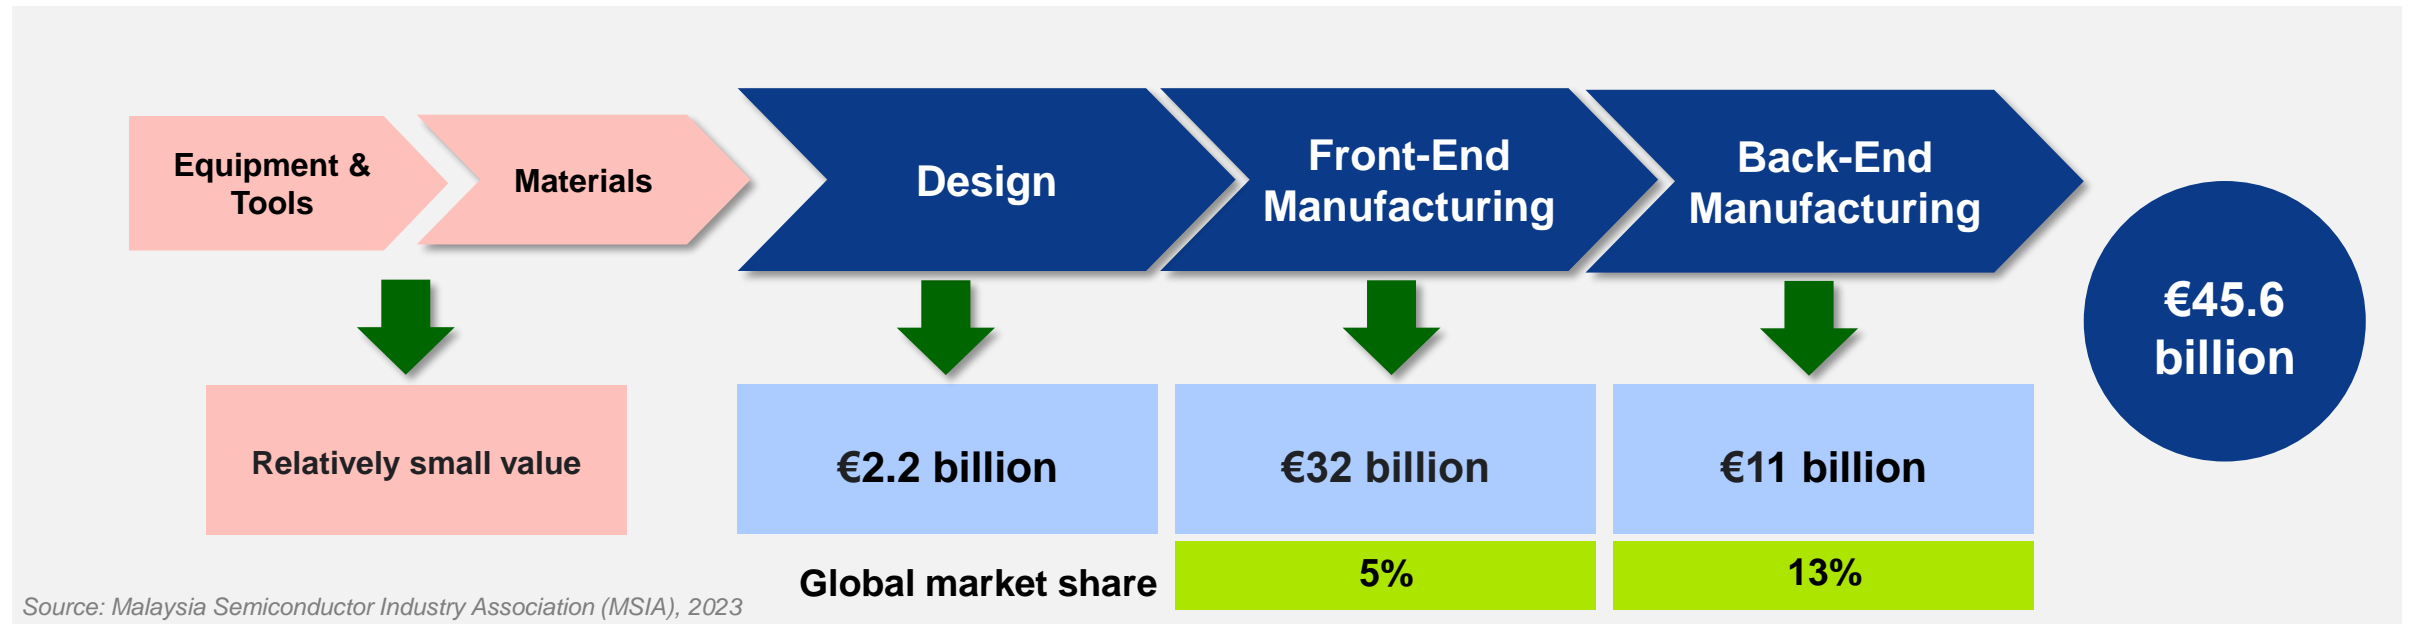 Equipment &
Tools
Materials
Design
Front-End
Manufacturing
Back-End
Manufacturing
€45.6
billion
Relatively small value
€2.2 billion
€32 billion
€11 billion
Global market share
5%
13%
Source: Malaysia Semiconductor Industry Association (MSIA), 2023